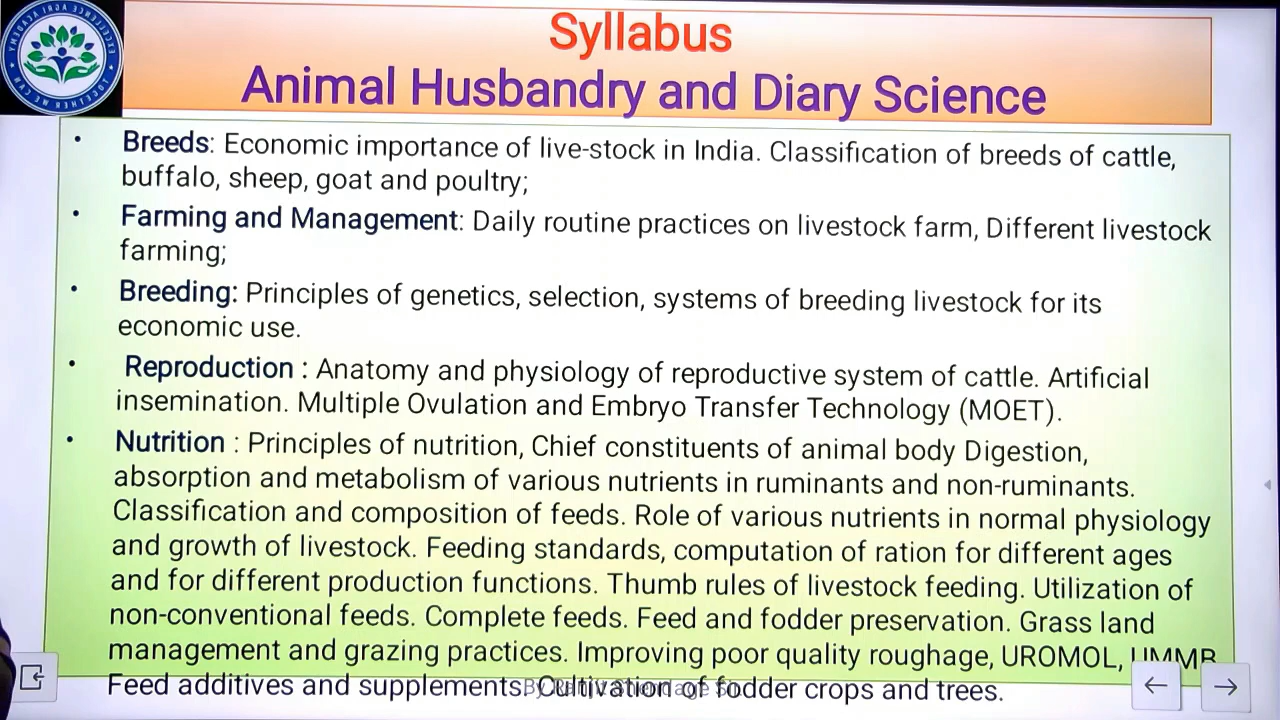 EXCELLENCE AGRI ACADEMY
TOGETHER WE CAN
Syllabus
Animal Husbandry and Diary Science
• Breeds: Economic importance of live-stock in India. Classification of breeds of cattle,
buffalo, sheep, goat and poultry;
• Farming and Management: Daily routine practices on livestock farm, Different livestock
farming;
• Breeding: Principles of genetics, selection, systems of breeding livestock for its
economic use.
• Reproduction : Anatomy and physiology of reproductive system of cattle. Artificial
insemination. Multiple Ovulation and Embryo Transfer Technology (MOET).
• Nutrition : Principles of nutrition, Chief constituents of animal body Digestion,
absorption and metabolism of various nutrients in ruminants and non-ruminants.
Classification and composition of feeds. Role of various nutrients in normal physiology
and growth of livestock. Feeding standards, computation of ration for different ages
and for different production functions. Thumb rules of livestock feeding. Utilization of
non-conventional feeds. Complete feeds. Feed and fodder preservation. Grass land
management and grazing practices. Improving poor quality roughage, UROMOL, UMMB
Feed additives and supplements. Cultivation of fodder crops and trees.